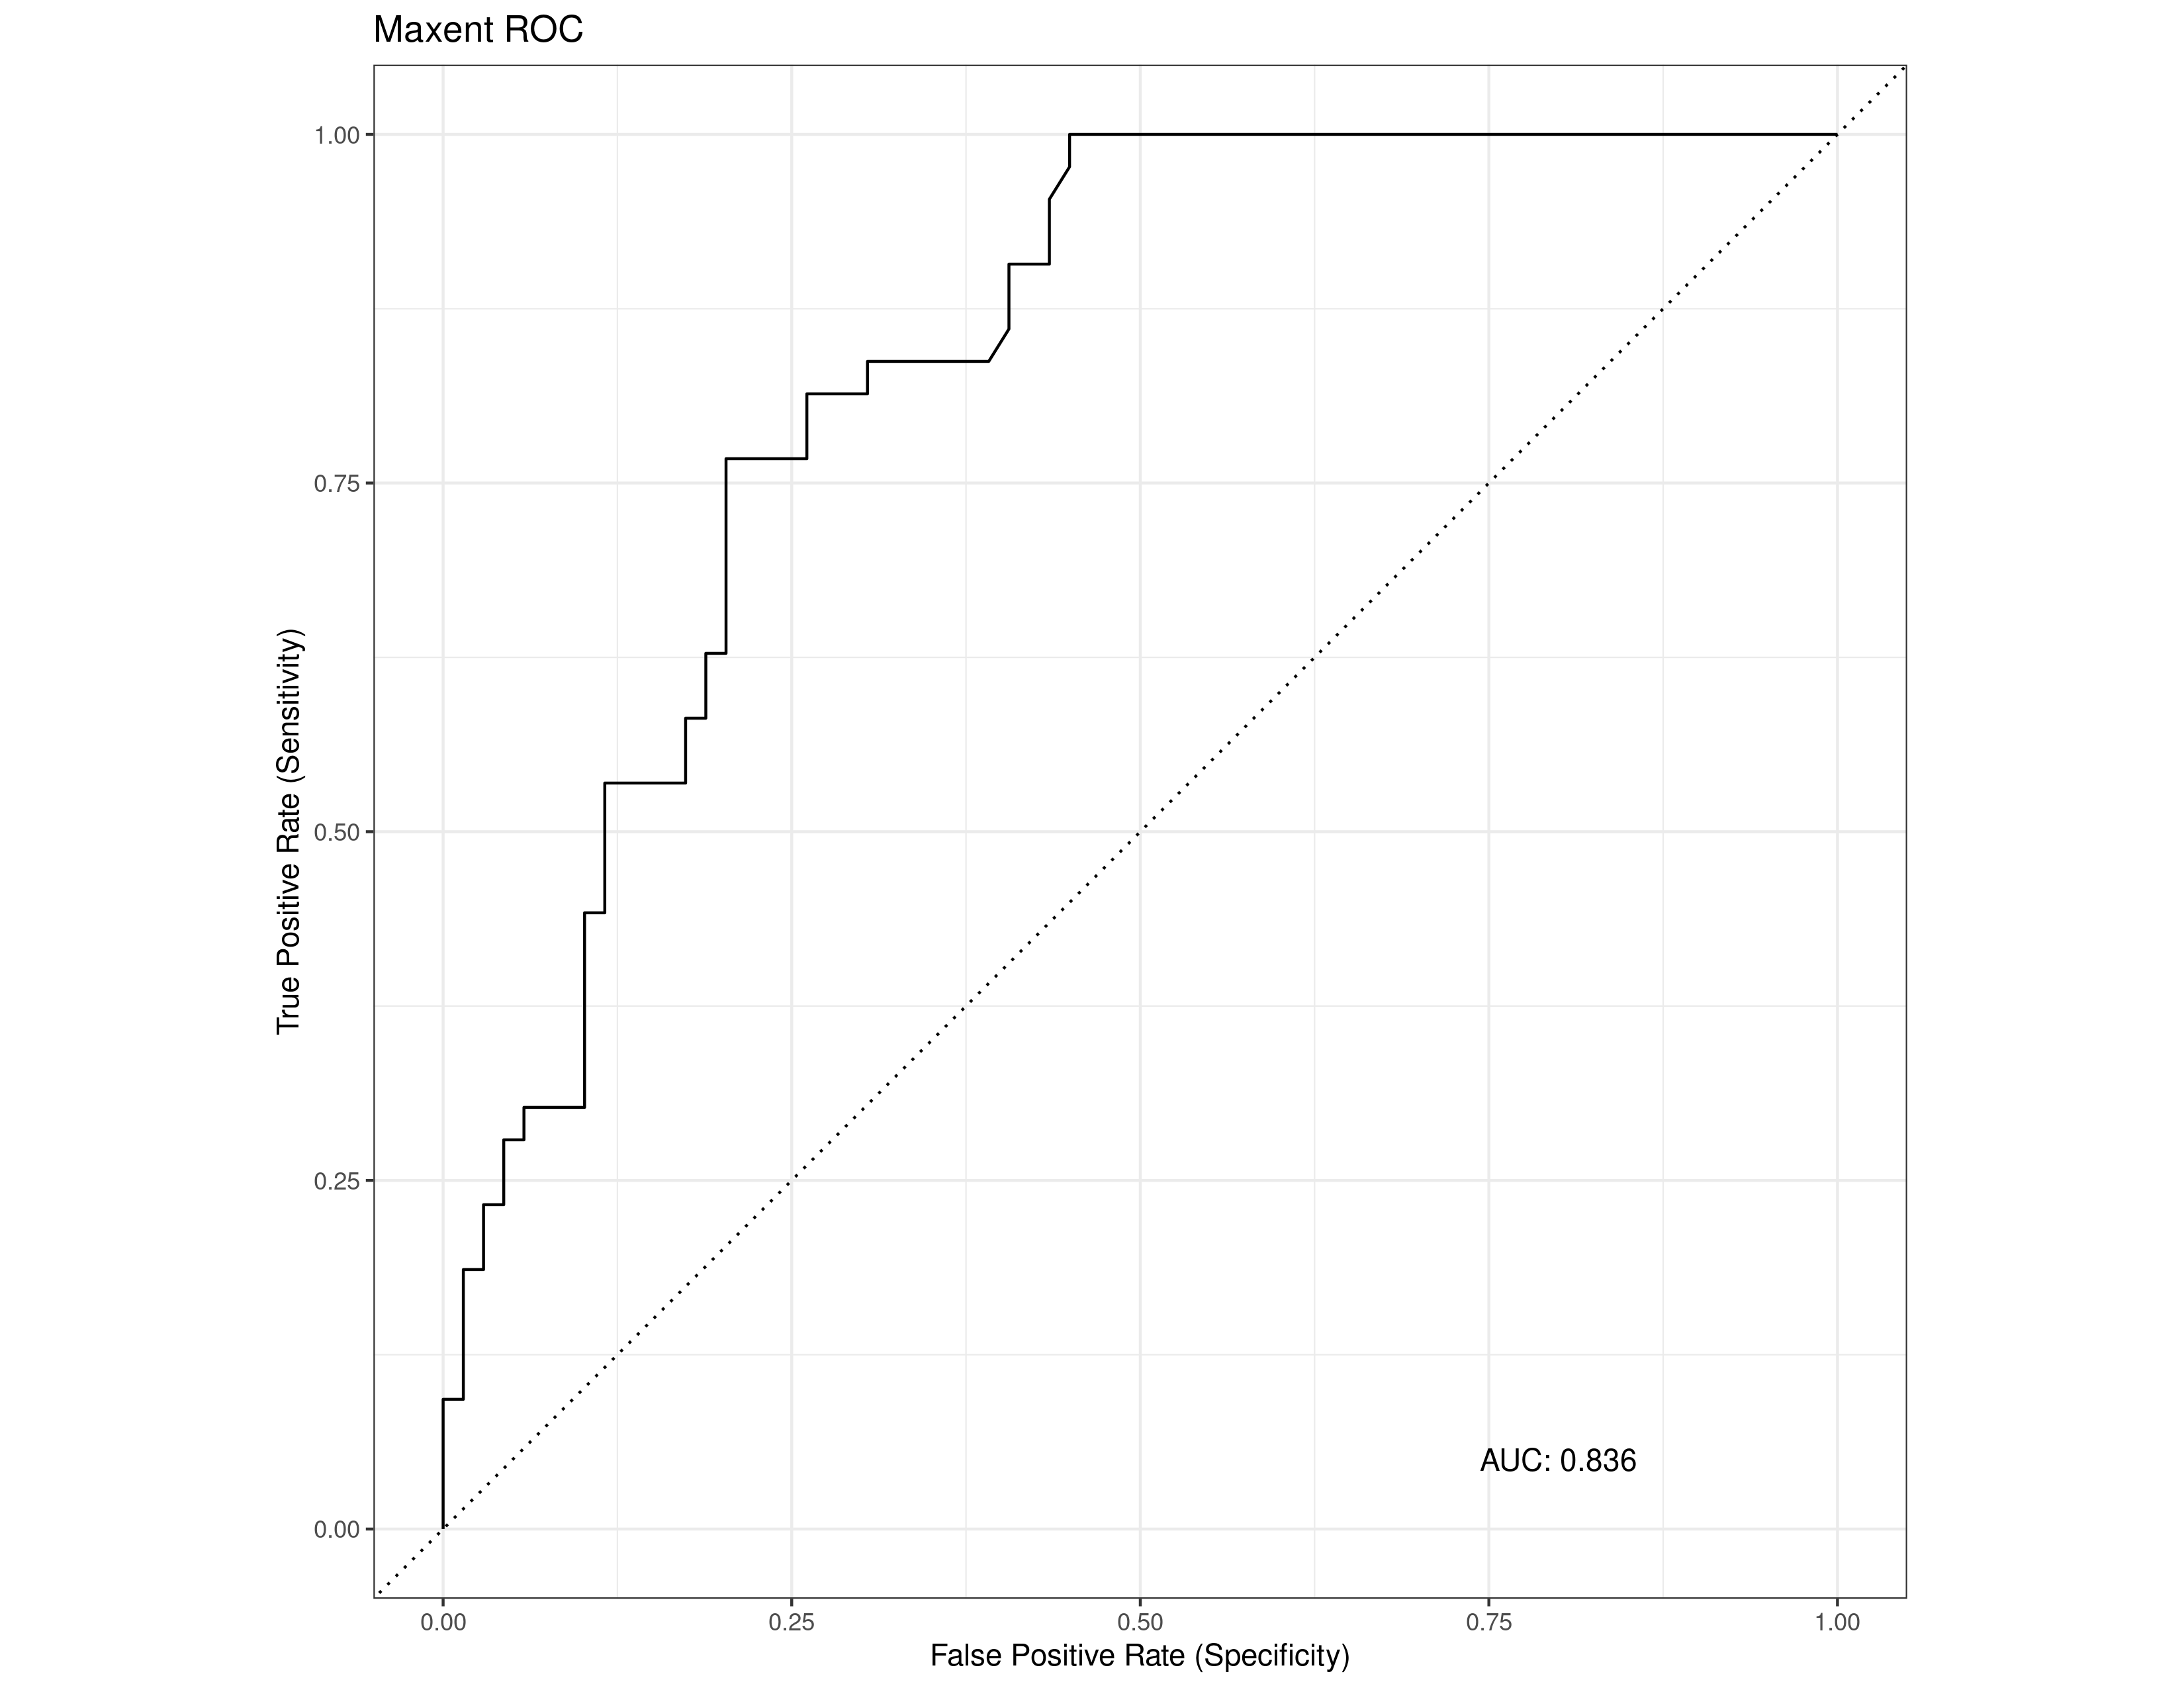 Maxent ROC
True Positive Rate (Sensitivity)
1.00
0.75
0.50
0.25
0.00
AUC: 0.836
0.00 0.25 0.50 0.75 1.00
False Positive Rate (Specificity)